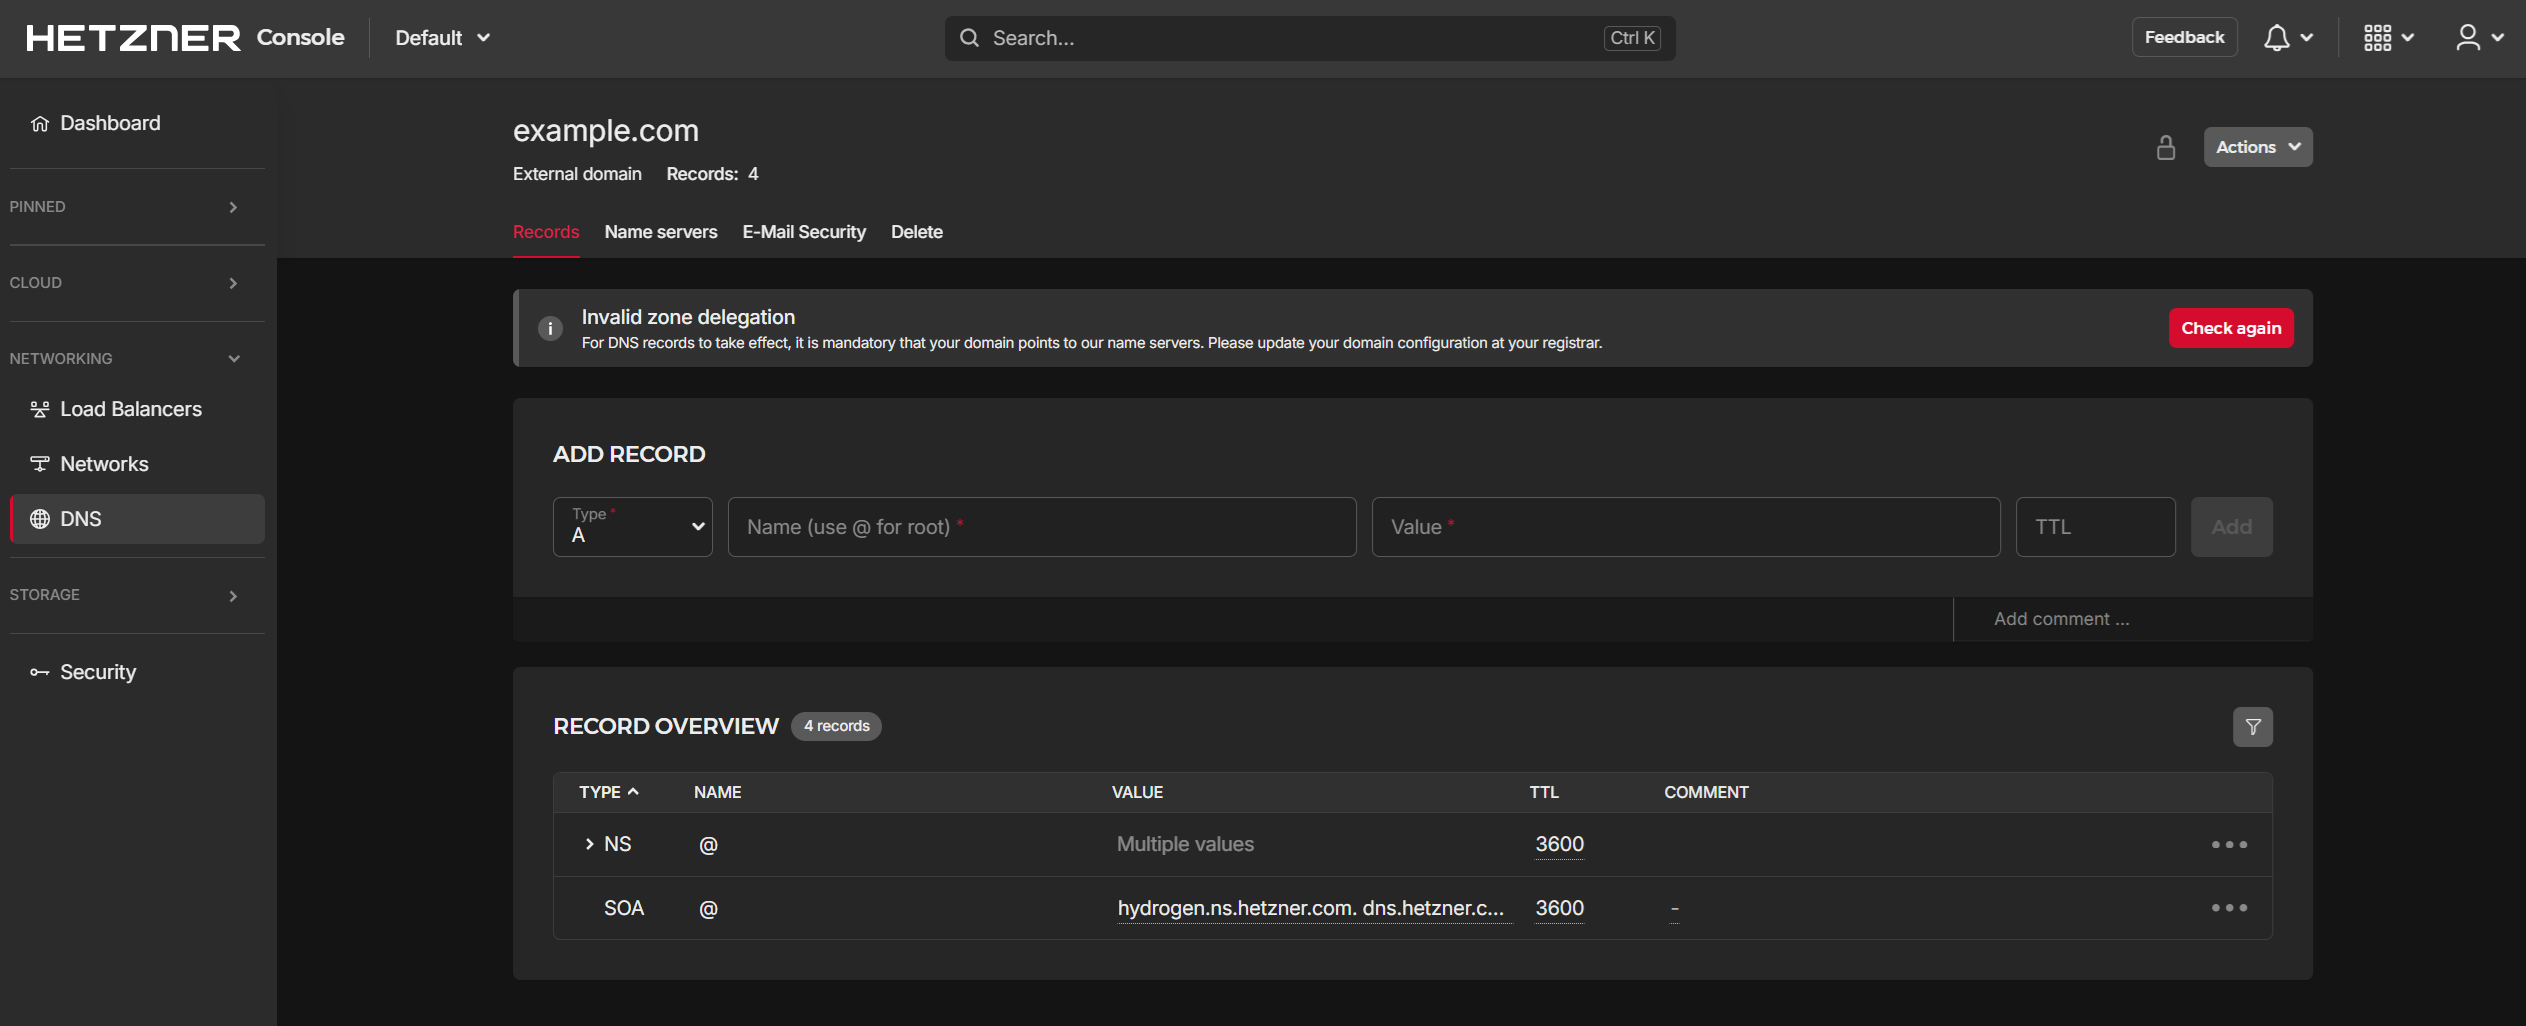 HETZNER Console Default Search... Ctrl K Feedback
Dashboard
PINNED
CLOUD
NETWORKING
Load Balancers
Networks
DNS
STORAGE
Security
example.com
External domain Records: 4
Actions
Records Name servers E-Mail Security Delete
Invalid zone delegation
For DNS records to take effect, it is mandatory that your domain points to our name servers. Please update your domain configuration at your registrar.
Check again
ADD RECORD
Type *
A
Name (use @ for root) *
Value *
TTL
Add
Add comment ...
RECORD OVERVIEW 4 records
TYPE NAME VALUE TTL COMMENT
NS @ Multiple values 3600
SOA @ hydrogen.ns.hetzner.com. dns.hetzner.c... 3600 -